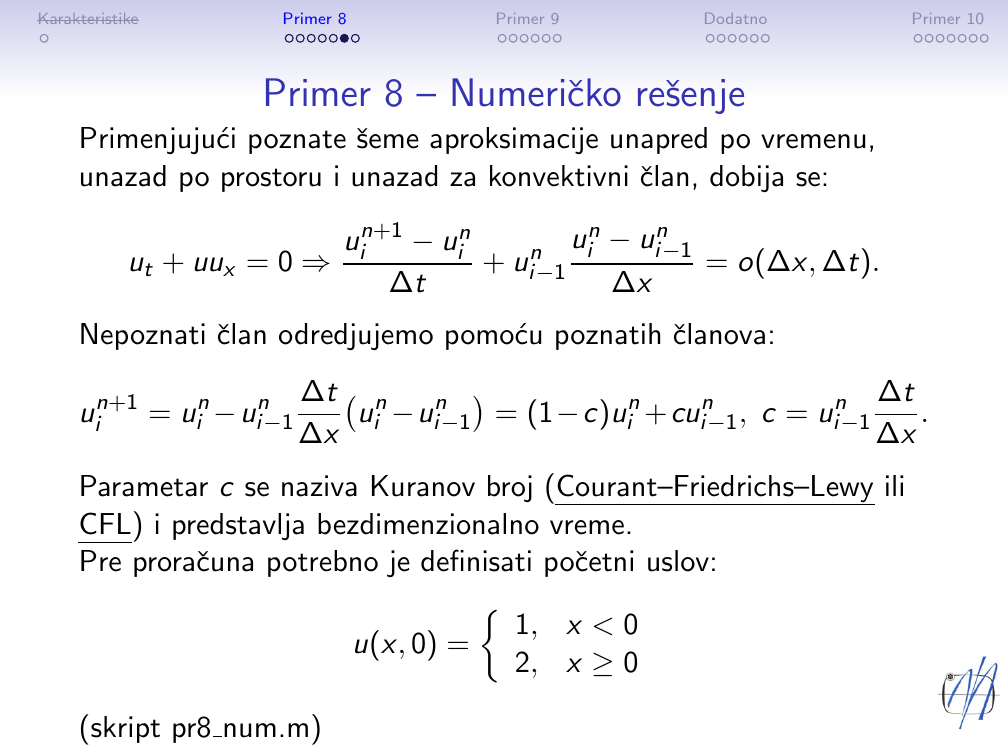 Karakteristike Primer 8 Primer 9 Dodatno Primer 10
Primer 8 – Numeričko rešenje
Primenjujući poznate šeme aproksimacije unapred po vremenu,
unazad po prostoru i unazad za konvektivni član, dobija se:
$u_t + uu_x = 0 \Rightarrow \frac{u_i^{n+1} - u_i^n}{\Delta t} + u_{i-1}^n \frac{u_i^n - u_{i-1}^n}{\Delta x} = o(\Delta x, \Delta t).$
Nepoznati član odredjujemo pomoću poznatih članova:
$u_i^{n+1} = u_i^n - u_{i-1}^n \frac{\Delta t}{\Delta x} (u_i^n - u_{i-1}^n) = (1 - c)u_i^n + cu_{i-1}^n, \; c = u_{i-1}^n \frac{\Delta t}{\Delta x}.$
Parametar c se naziva Kuranov broj (Courant–Friedrichs–Lewy ili
CFL) i predstavlja bezdimenzionalno vreme.
Pre proračuna potrebno je definisati početni uslov:
$u(x, 0) = \begin{cases} 1, & x < 0 \\ 2, & x \geq 0 \end{cases}$
(skript pr8_num.m)